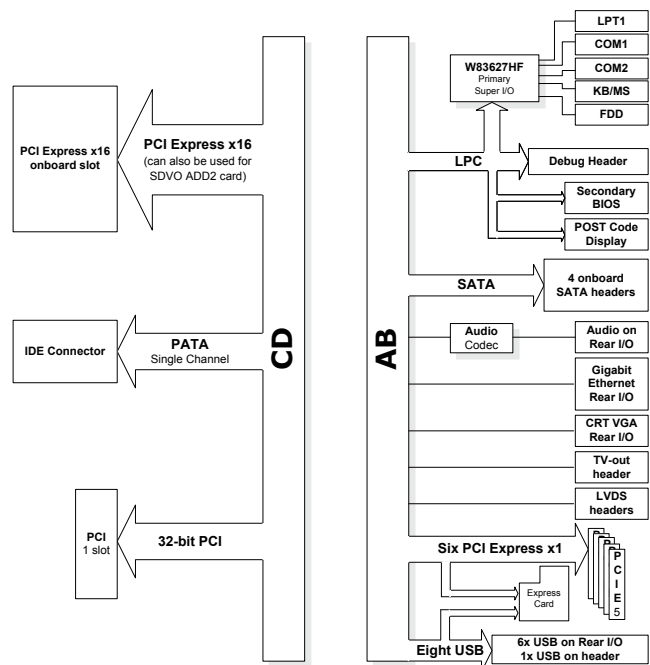 PCI Express x16
onboard slot
PCI Express x16
(can also be used for
SDVO ADD2 card)
IDE Connector
PATA
Single Channel
PCI
1 slot
32-bit PCI
CD
AB
W83627HF
Primary
Super I/O
LPT1
COM1
COM2
KB/MS
FDD
LPC
Debug Header
Secondary
BIOS
POST Code
Display
SATA
4 onboard
SATA headers
Audio
Codec
Audio on
Rear I/O
Gigabit
Ethernet
Rear I/O
CRT VGA
Rear I/O
TV-out
header
LVDS
headers
Six PCI Express x1
P
C
I
E
5
Express
Card
Eight USB
6x USB on Rear I/O
1x USB on header